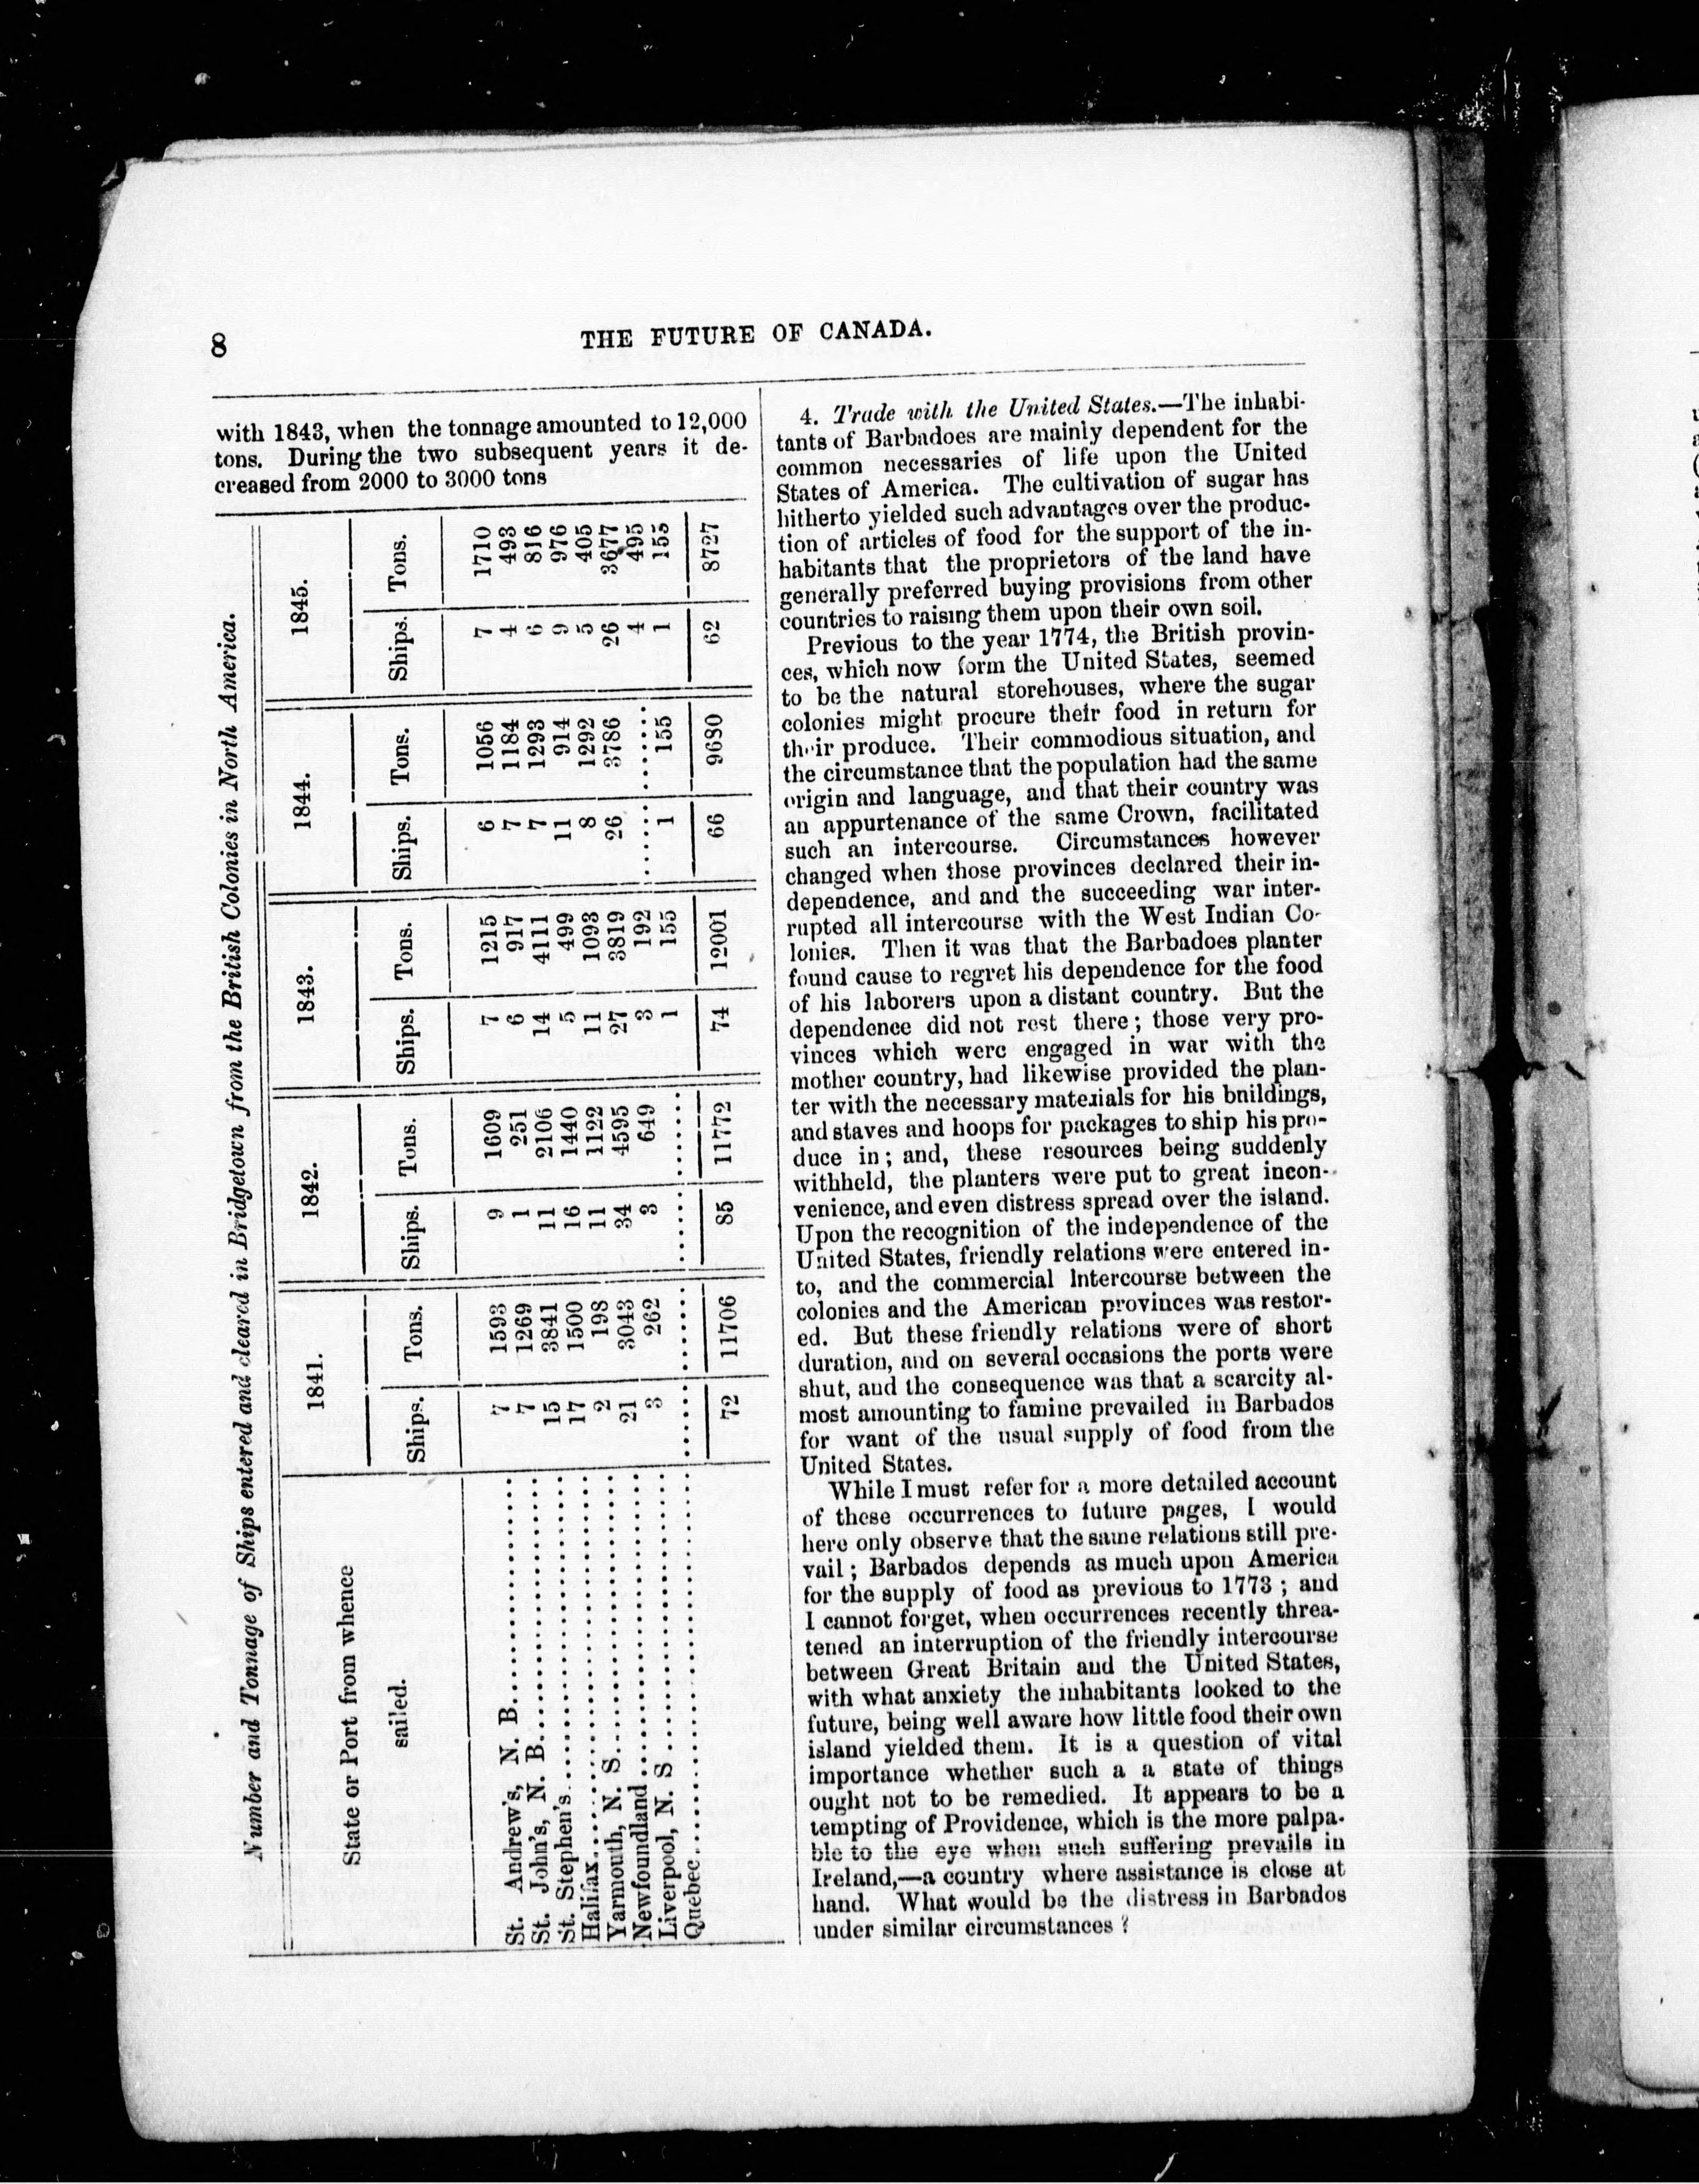 8
THE FUTURE OF CANADA.
with 1843, when the tonnage amounted to 12,000
tons. During the two subsequent years it de-
creased from 2000 to 3000 tons
Number and Tonnage of Ships entered and cleared in Bridgetown from the British Colonies in North America.
State or Port from whence sailed. 1841. 1842. 1843. 1844. 1845.
Ships. Tons. Ships. Tons. Ships. Tons. Ships. Tons. Ships. Tons.
St. Andrew's, N. B. 7 1593 9 1609 7 1215 6 1056 7 1710
St. John's, N. B. 7 1269 1 251 6 917 7 1184 4 493
St. Stephen's 15 3841 11 2106 14 4111 7 1293 6 816
Halifax 17 1500 16 1440 5 499 11 914 9 976
Yarmouth, N. S. 2 198 11 1122 11 1093 8 1292 5 405
Newfoundland 21 3043 34 4595 27 3819 26 3786 26 3677
Liverpool, N. S 3 262 3 649 3 192 ...... ...... 4 495
Quebec ...... ...... ...... ...... 1 155 1 155 1 155
72 11706 85 11772 74 12001 66 9680 62 8727
4. Trade with the United States.—The inhabi-
tants of Barbadoes are mainly dependent for the
common necessaries of life upon the United
States of America. The cultivation of sugar has
hitherto yielded such advantages over the produc-
tion of articles of food for the support of the in-
habitants that the proprietors of the land have
generally preferred buying provisions from other
countries to raising them upon their own soil.
Previous to the year 1774, the British provin-
ces, which now form the United States, seemed
to be the natural storehouses, where the sugar
colonies might procure their food in return for
their produce. Their commodious situation, and
the circumstance that the population had the same
origin and language, and that their country was
an appurtenance of the same Crown, facilitated
such an intercourse. Circumstances however
changed when those provinces declared their in-
dependence, and and the succeeding war inter-
rupted all intercourse with the West Indian Co-
lonies. Then it was that the Barbadoes planter
found cause to regret his dependence for the food
of his laborers upon a distant country. But the
dependence did not rest there; those very pro-
vinces which were engaged in war with the
mother country, had likewise provided the plan-
ter with the necessary materials for his bnildings,
and staves and hoops for packages to ship his pro-
duce in; and, these resources being suddenly
withheld, the planters were put to great incon-
venience, and even distress spread over the island.
Upon the recognition of the independence of the
United States, friendly relations were entered in-
to, and the commercial Intercourse between the
colonies and the American provinces was restor-
ed. But these friendly relations were of short
duration, and on several occasions the ports were
shut, and the consequence was that a scarcity al-
most amounting to famine prevailed in Barbados
for want of the usual supply of food from the
United States.
While I must refer for a more detailed account
of these occurrences to future pages, I would
here only observe that the same relations still pre-
vail; Barbados depends as much upon America
for the supply of food as previous to 1773; and
I cannot forget, when occurrences recently threa-
tened an interruption of the friendly intercourse
between Great Britain and the United States,
with what anxiety the inhabitants looked to the
future, being well aware how little food their own
island yielded them. It is a question of vital
importance whether such a a state of things
ought not to be remedied. It appears to be a
tempting of Providence, which is the more palpa-
ble to the eye when such suffering prevails in
Ireland,—a country where assistance is close at
hand. What would be the distress in Barbados
under similar circumstances?